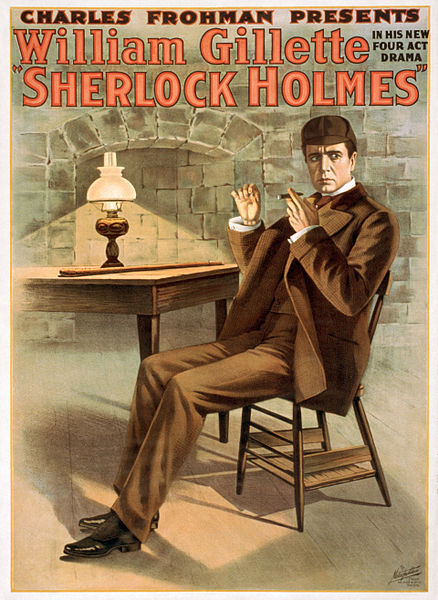 CHARLES FROHMAN PRESENTS
William Gillette
IN HIS NEW
FOUR ACT
DRAMA
"SHERLOCK HOLMES"